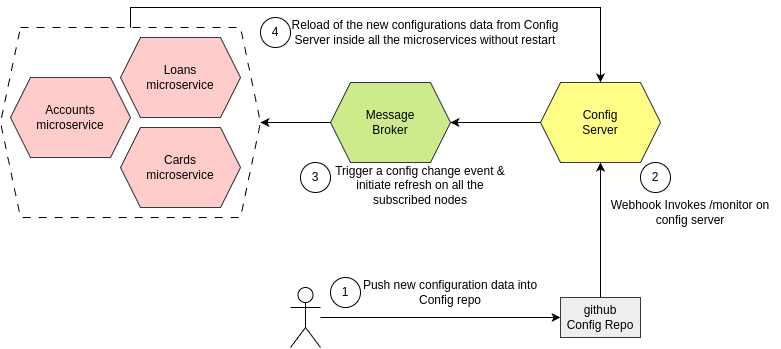 4
Reload of the new configurations data from Config
Server inside all the microservices without restart
Loans
microservice
Accounts
microservice
Cards
microservice
Message
Broker
Config
Server
3
Trigger a config change event &
initiate refresh on all the
subscribed nodes
2
Webhook Invokes /monitor on
config server
1
Push new configuration data into
Config repo
github
Config Repo